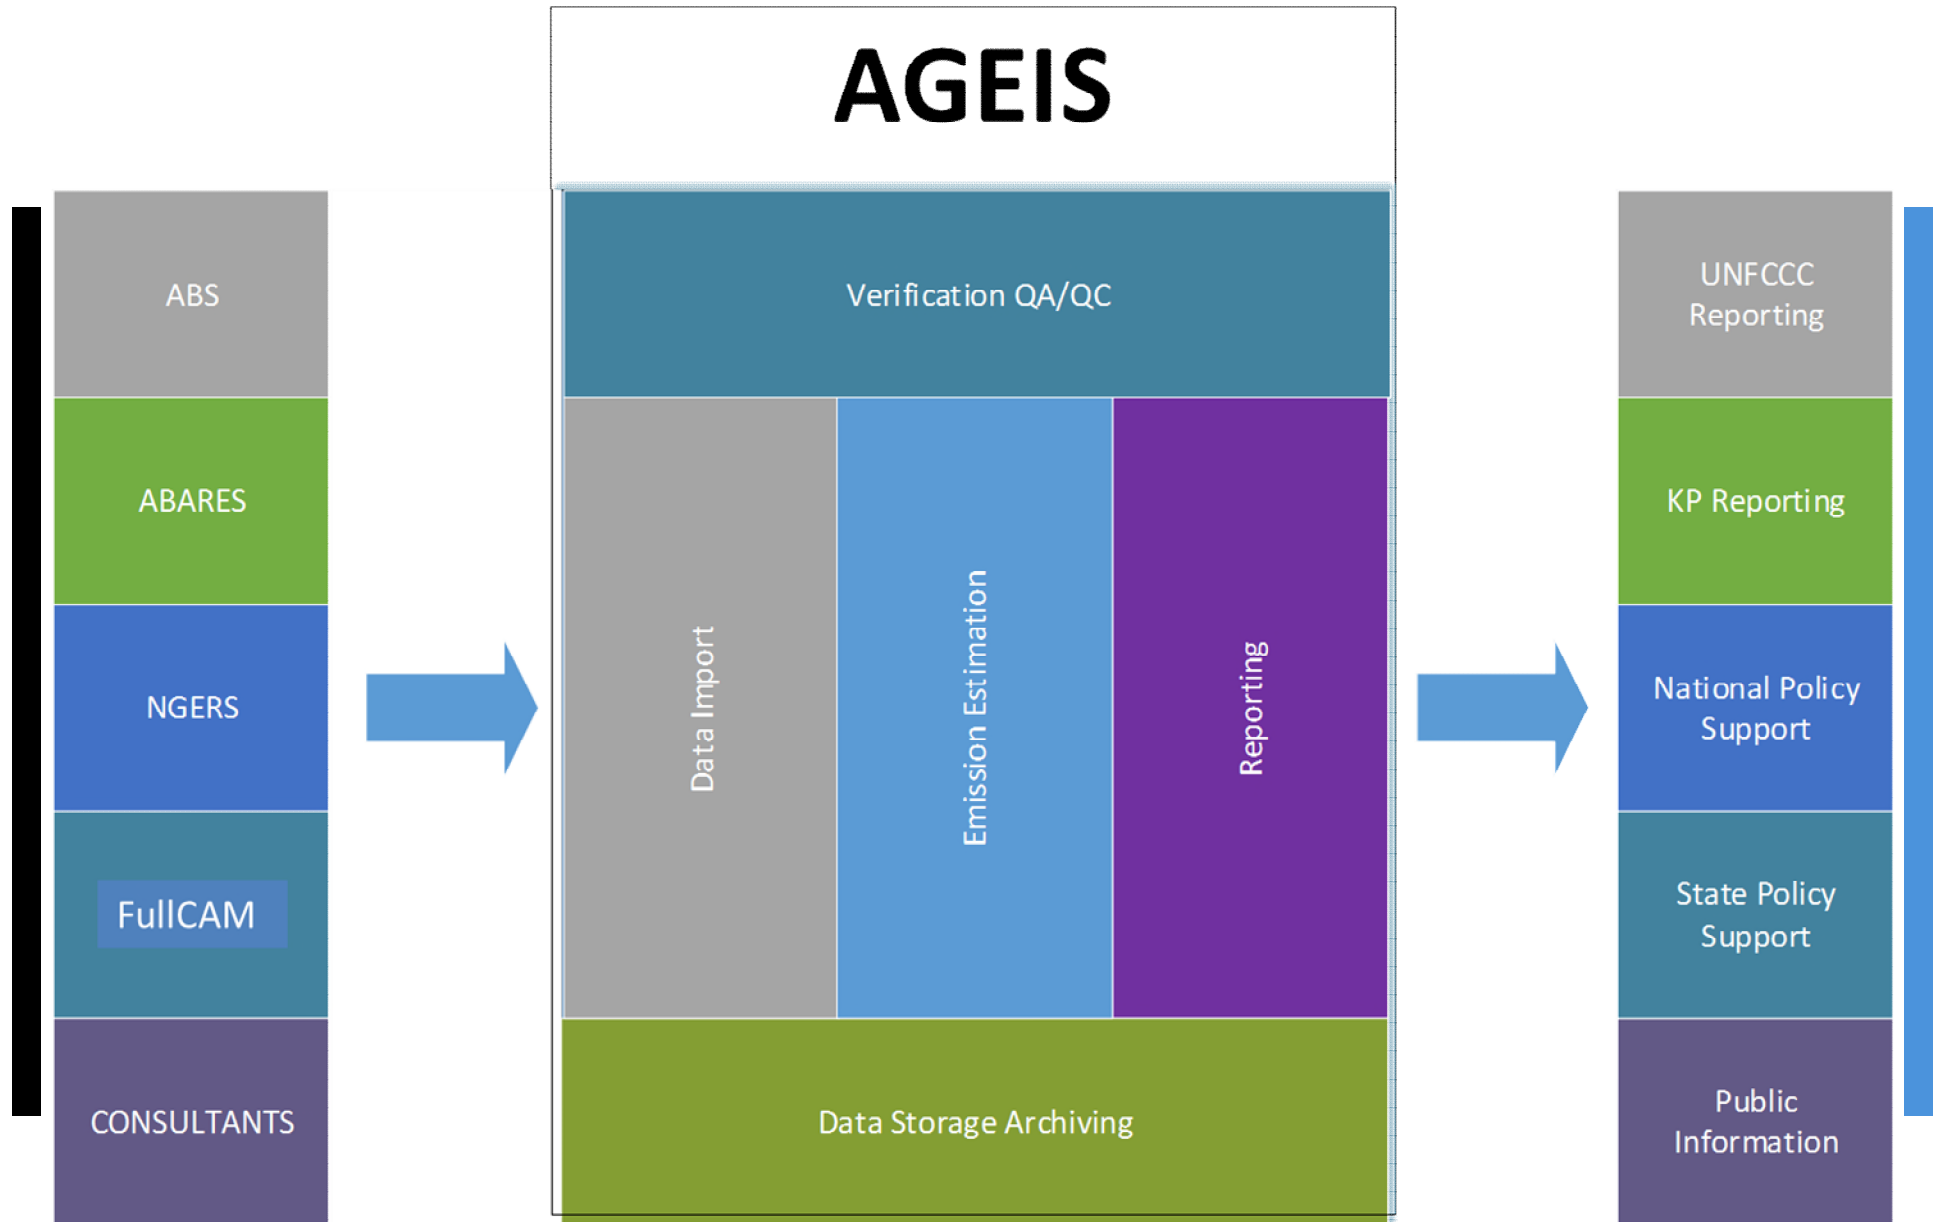 AGEIS
ABS
ABARES
NGERS
FullCAM
CONSULTANTS
Verification QA/QC
Data Import
Emission Estimation
Reporting
Data Storage Archiving
UNFCCC
Reporting
KP Reporting
National Policy
Support
State Policy
Support
Public
Information